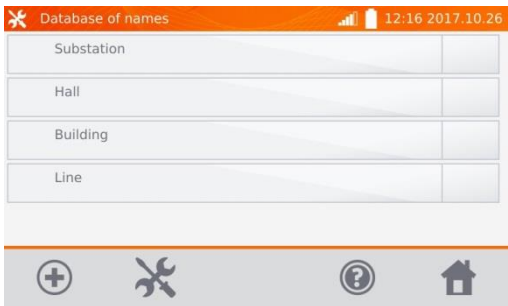 Database of names 12:16 2017.10.26
Substation
Hall
Building
Line